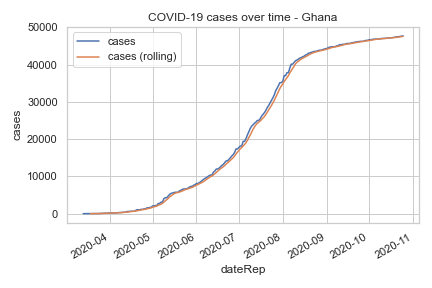 COVID-19 cases over time - Ghana
cases
cases (rolling)
cases
50000
40000
30000
20000
10000
0
2020-04
2020-05
2020-06
2020-07
2020-08
2020-09
2020-10
2020-11
dateRep